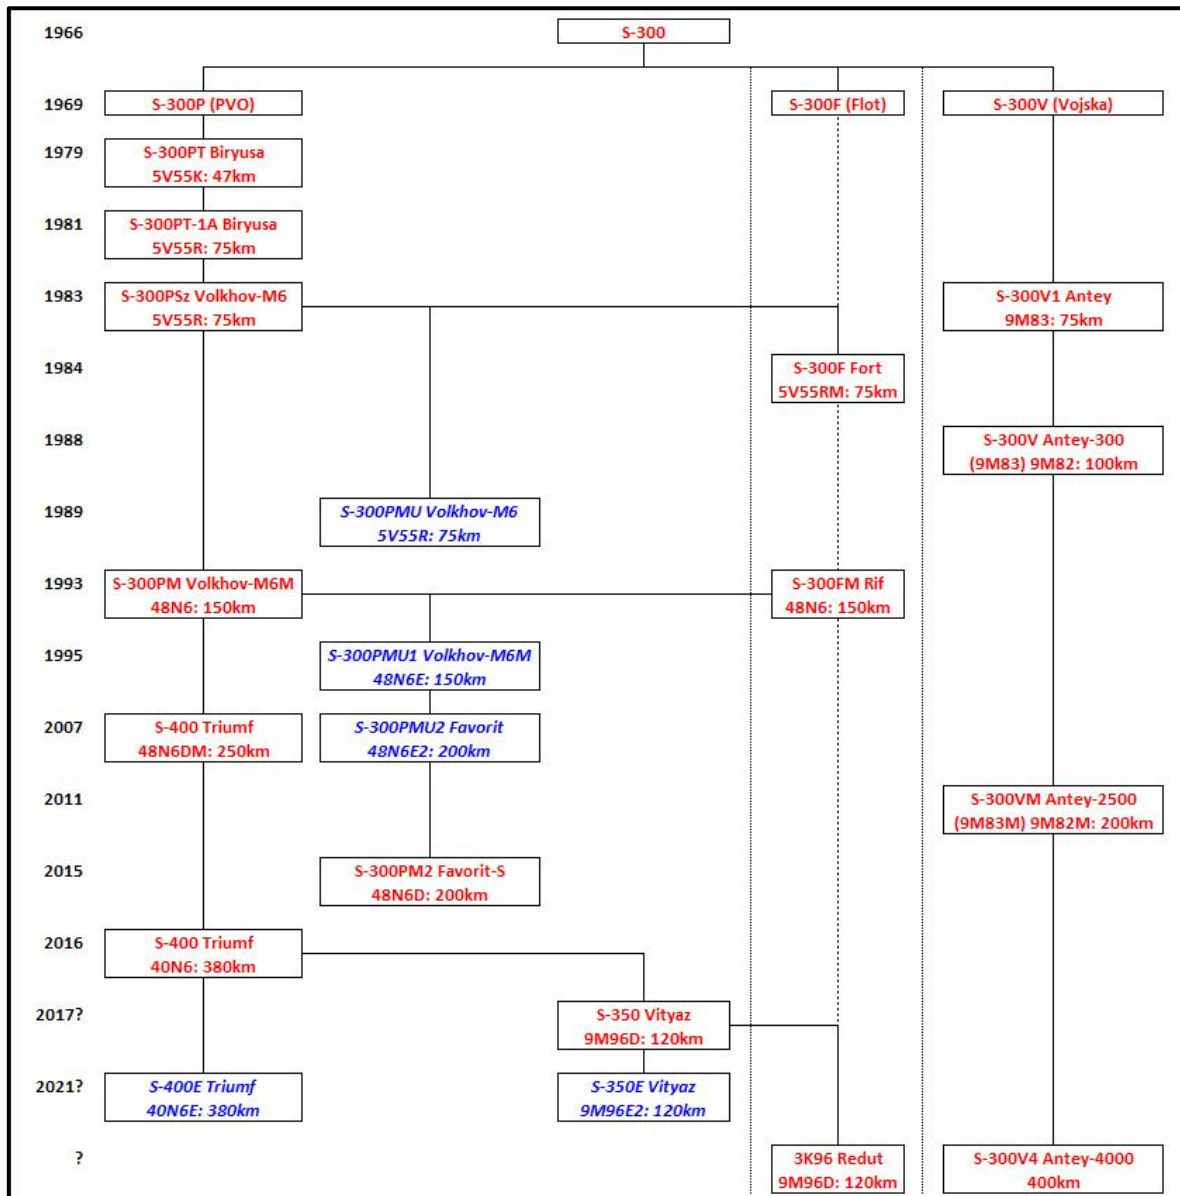 1966
S-300
1969
S-300P (PVO)
S-300F (Flot)
S-300V (Vojska)
1979
S-300PT Biryusa
5V55K: 47km
1981
S-300PT-1A Biryusa
5V55R: 75km
1983
S-300PSz Volkhov-M6
5V55R: 75km
S-300V1 Antey
9M83: 75km
1984
S-300F Fort
5V55RM: 75km
1988
S-300V Antey-300
(9M83) 9M82: 100km
1989
S-300PMU Volkhov-M6
5V55R: 75km
1993
S-300PM Volkhov-M6M
48N6: 150km
S-300FM Rif
48N6: 150km
1995
S-300PMU1 Volkhov-M6M
48N6E: 150km
2007
S-400 Triumf
48N6DM: 250km
S-300PMU2 Favorit
48N6E2: 200km
2011
S-300VM Antey-2500
(9M83M) 9M82M: 200km
2015
S-300PM2 Favorit-S
48N6D: 200km
2016
S-400 Triumf
40N6: 380km
2017?
S-350 Vityaz
9M96D: 120km
2021?
S-400E Triumf
40N6E: 380km
S-350E Vityaz
9M96E2: 120km
?
3K96 Redut
9M96D: 120km
S-300V4 Antey-4000
400km